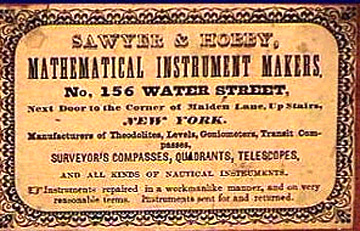 SAWYER & HOBBY,
MATHEMATICAL INSTRUMENT MAKERS,
No. 156 WATER STREET,
Next Door to the Corner of Maiden Lane, Up Stairs,
NEW YORK.
Manufacturers of Theodolites, Levels, Goniometers, Transit Com-
passes,
SURVEYOR'S COMPASSES, QUADRANTS, TELESCOPES,
AND ALL KINDS OF NAUTICAL INSTRUMENTS.
☞ Instruments repaired in a workmanlike manner, and on very
reasonable terms. Instruments sent for and returned.